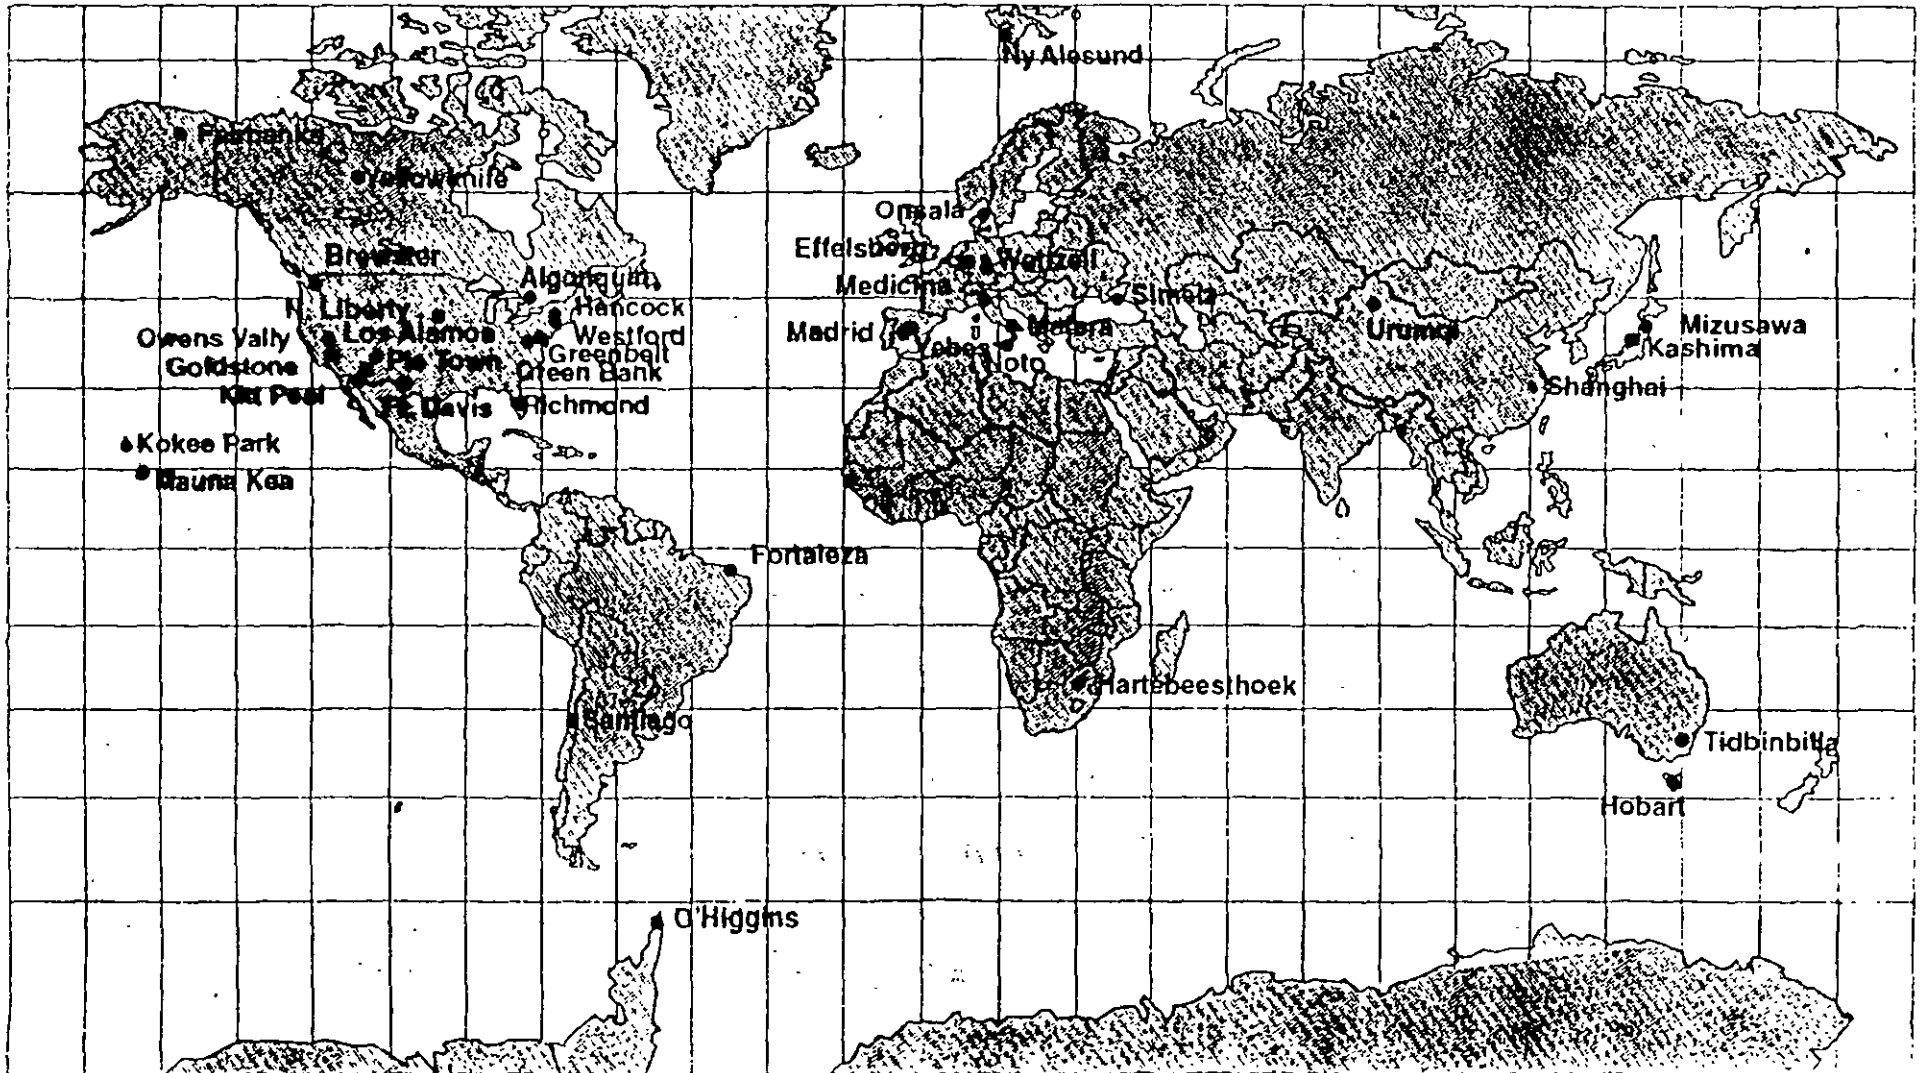 Ny Alesund
Fairbanks
Yellowknife
Onsala
Effelsberg
Wettzell
Brewster
Algonquin
Medicina
Simeiz
N. Liberty
Hancock
Madrid
Matera
Urumqi
Mizusawa
Owens Vally
Los Alamos
Westford
Yebes
Kashima
Greenbelt
Goldstone
Pie Town
Green Bank
Noto
Shanghai
Kitt Peal
Ft. Davis
Richmond
Kokee Park
Mauna Kea
Fortaleza
Hartebeesthoek
Santiago
Tidbinbilla
Hobart
O'Higgins